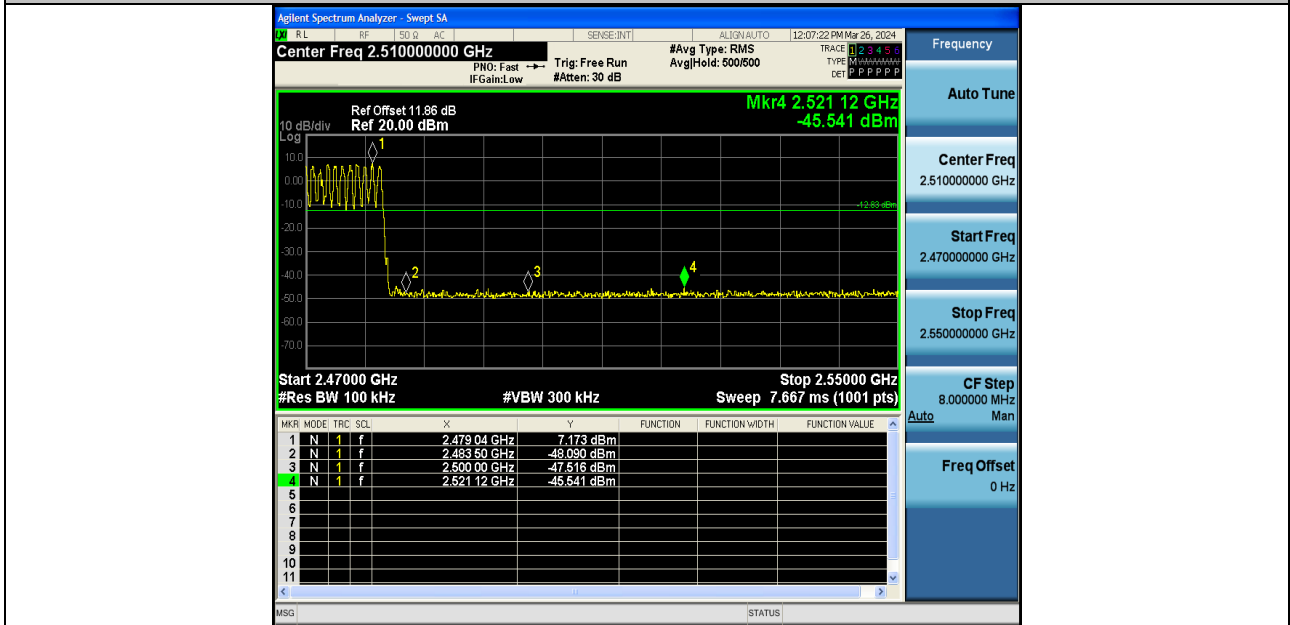 Agilent Spectrum Analyzer - Swept SA
RL RF 50 Ω AC SENSE:INT ALIGN AUTO 12:07:22 PM Mar 26, 2024
Center Freq 2.510000000 GHz
PNO: Fast
IFGain:Low
Trig: Free Run
#Atten: 30 dB
#Avg Type: RMS
Avg|Hold: 500/500
TRACE 1 2 3 4 5 6
TYPE M
DET P P P P P P
Frequency
Auto Tune
Center Freq
2.510000000 GHz
Start Freq
2.470000000 GHz
Stop Freq
2.550000000 GHz
CF Step
8.000000 MHz
Auto Man
Freq Offset
0 Hz
Mkr4 2.521 12 GHz
-45.541 dBm
Ref Offset 11.86 dB
10 dB/div Ref 20.00 dBm
Log
10.0
0.00
-10.0
-20.0
-30.0
-40.0
-50.0
-60.0
-70.0
1
2
3
4
-12.83 dBm
Start 2.47000 GHz Stop 2.55000 GHz
#Res BW 100 kHz #VBW 300 kHz Sweep 7.667 ms (1001 pts)
MKR MODE TRC SCL X Y FUNCTION FUNCTION WIDTH FUNCTION VALUE
1 N 1 f 2.479 04 GHz 7.173 dBm
2 N 1 f 2.483 50 GHz -48.090 dBm
3 N 1 f 2.500 00 GHz -47.516 dBm
4 N 1 f 2.521 12 GHz -45.541 dBm
5
6
7
8
9
10
11
MSG STATUS